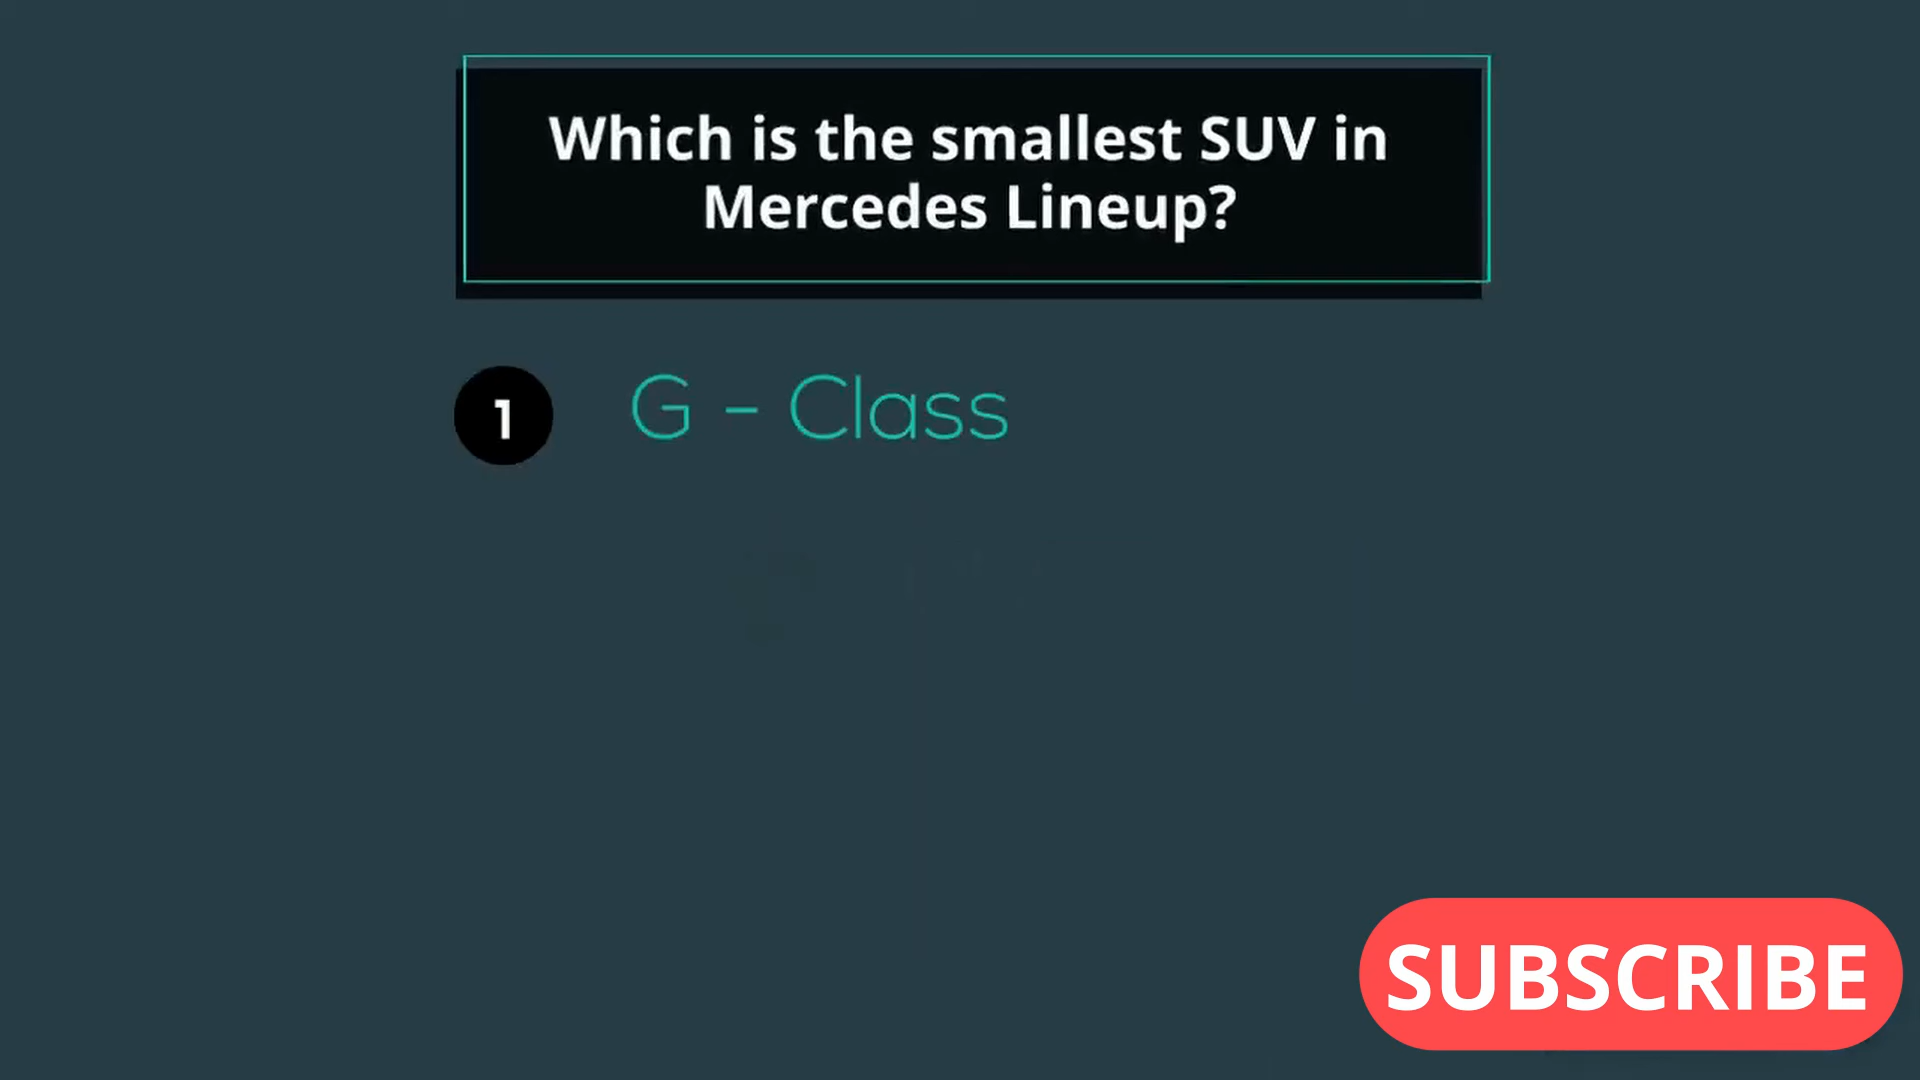 Which is the smallest SUV in
Mercedes Lineup?
1 G - Class
SUBSCRIBE